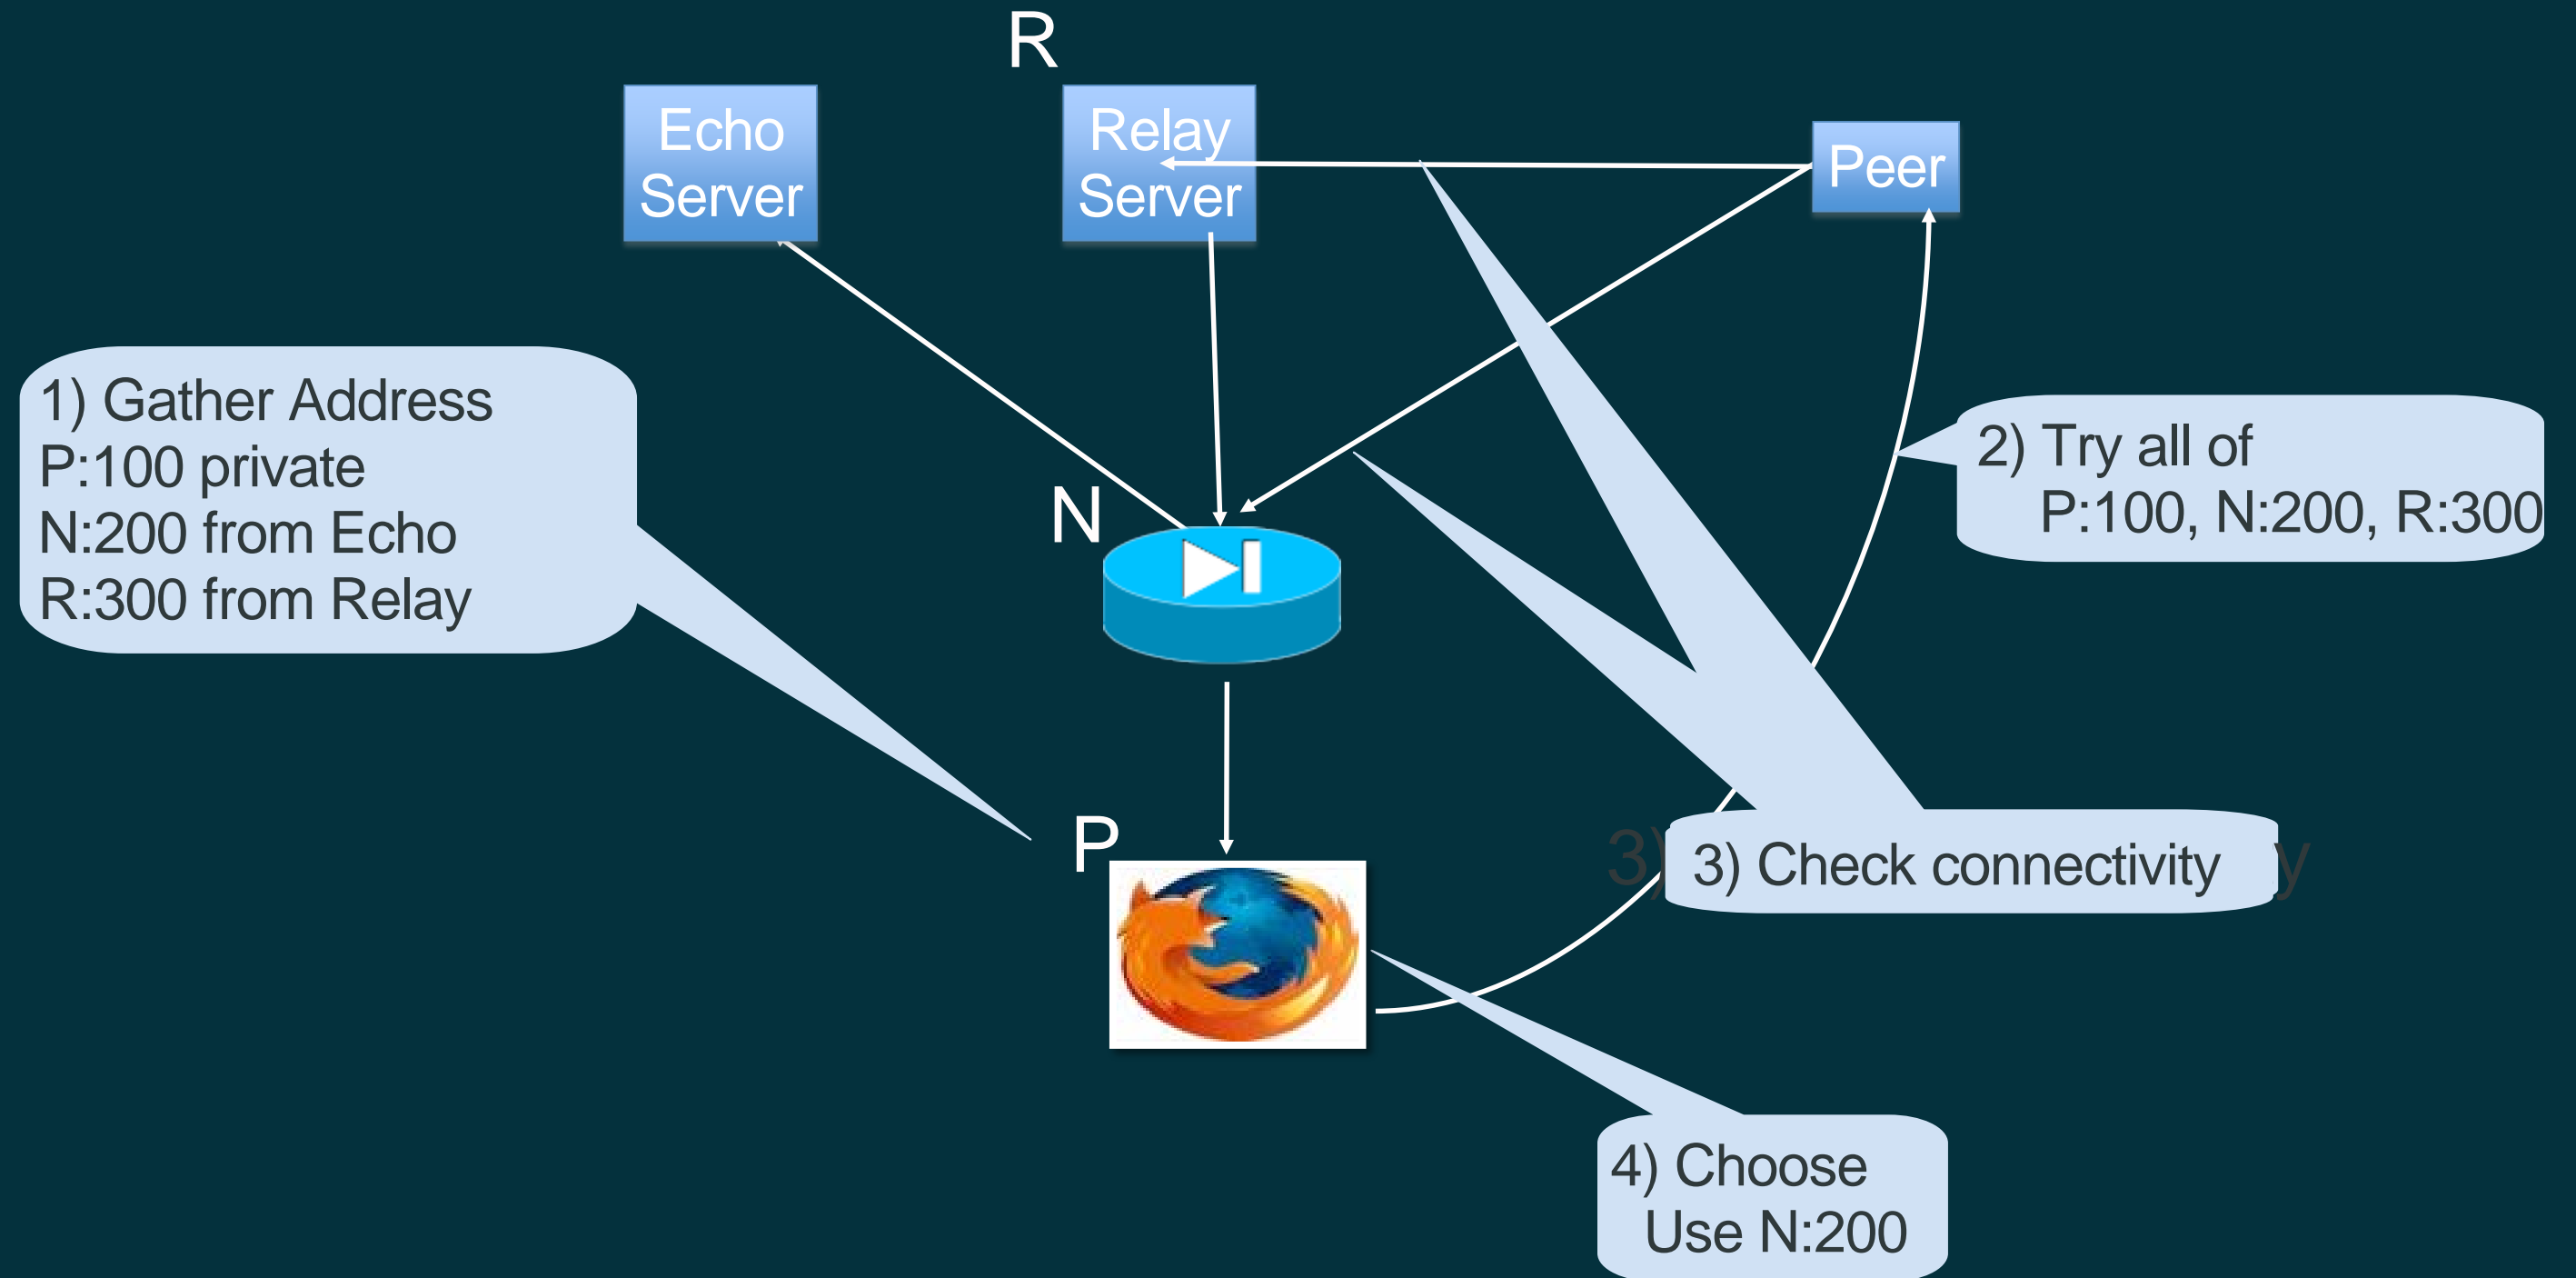 R
Echo
Server
Relay
Server
Peer
1) Gather Address
P:100 private
N:200 from Echo
R:300 from Relay
2) Try all of
P:100, N:200, R:300
N
P
3)
3) Check connectivity
y
4) Choose
Use N:200